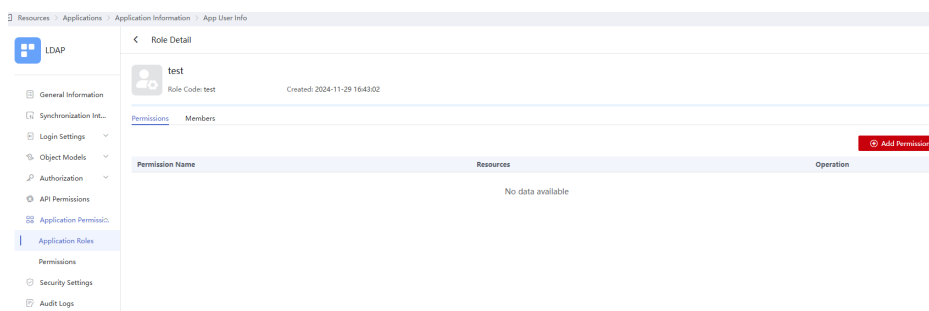 Resources > Applications > Application Information > App User Info
LDAP
General Information
Synchronization Int...
Login Settings
Object Models
Authorization
API Permissions
Application Permissi...
Application Roles
Permissions
Security Settings
Audit Logs
< Role Detail
test
Role Code: test Created: 2024-11-29 16:43:02
Permissions Members
Add Permission
Permission Name Resources Operation
No data available